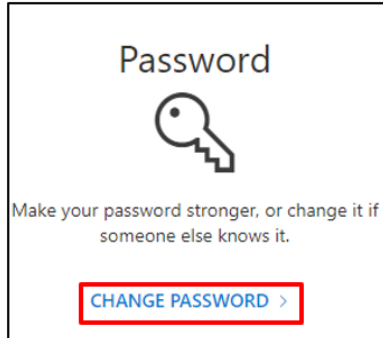 Password
Make your password stronger, or change it if
someone else knows it.
CHANGE PASSWORD >